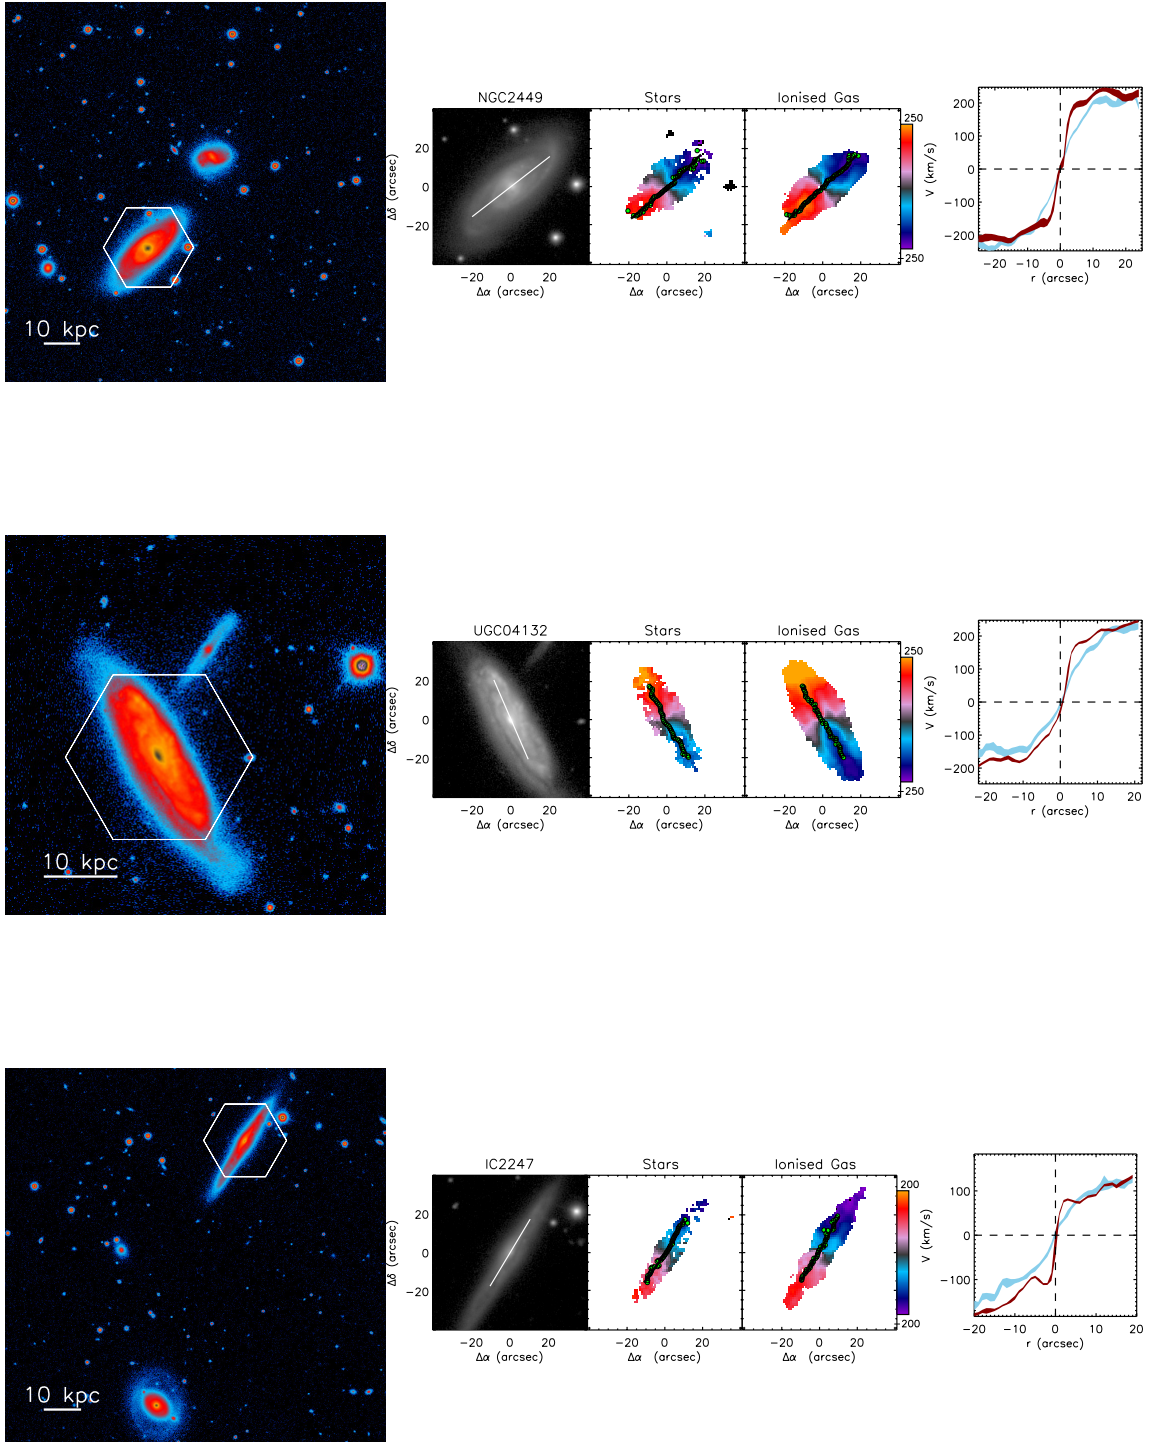 10 kpc
NGC2449 Stars Ionised Gas
Δδ (arcsec)
20
0
−20
−20 0 20
Δα (arcsec)
−20 0 20
Δα (arcsec)
−20 0 20
Δα (arcsec)
250
250
V (km/s)
200
100
0
−100
−200
−20 −10 0 10 20
r (arcsec)
10 kpc
UGC04132 Stars Ionised Gas
Δδ (arcsec)
20
0
−20
−20 0 20
Δα (arcsec)
−20 0 20
Δα (arcsec)
−20 0 20
Δα (arcsec)
250
250
V (km/s)
200
100
0
−100
−200
−20 −10 0 10 20
r (arcsec)
10 kpc
IC2247 Stars Ionised Gas
Δδ (arcsec)
20
0
−20
−20 0 20
Δα (arcsec)
−20 0 20
Δα (arcsec)
−20 0 20
Δα (arcsec)
200
200
V (km/s)
100
0
−100
−20 −10 0 10 20
r (arcsec)